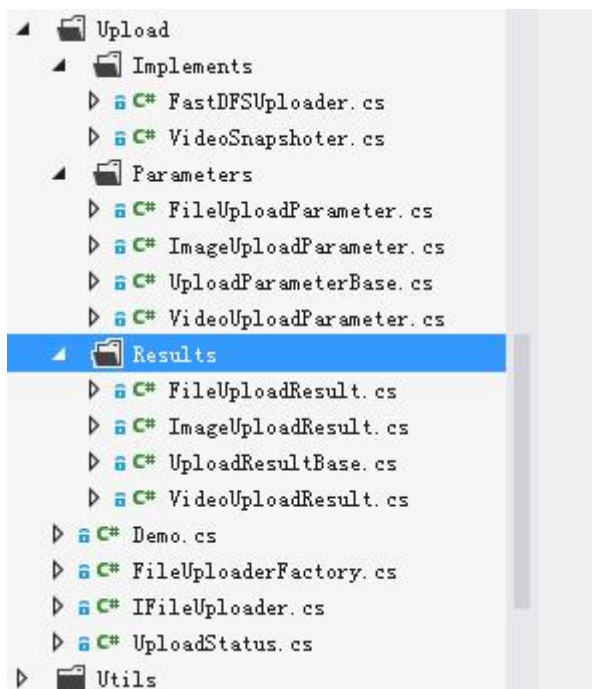 Upload
Implements
C# FastDFSUploader.cs
C# VideoSnapshoter.cs
Parameters
C# FileUploadParameter.cs
C# ImageUploadParameter.cs
C# UploadParameterBase.cs
C# VideoUploadParameter.cs
Results
C# FileUploadResult.cs
C# ImageUploadResult.cs
C# UploadResultBase.cs
C# VideoUploadResult.cs
C# Demo.cs
C# FileUploaderFactory.cs
C# IFileUploader.cs
C# UploadStatus.cs
Utils